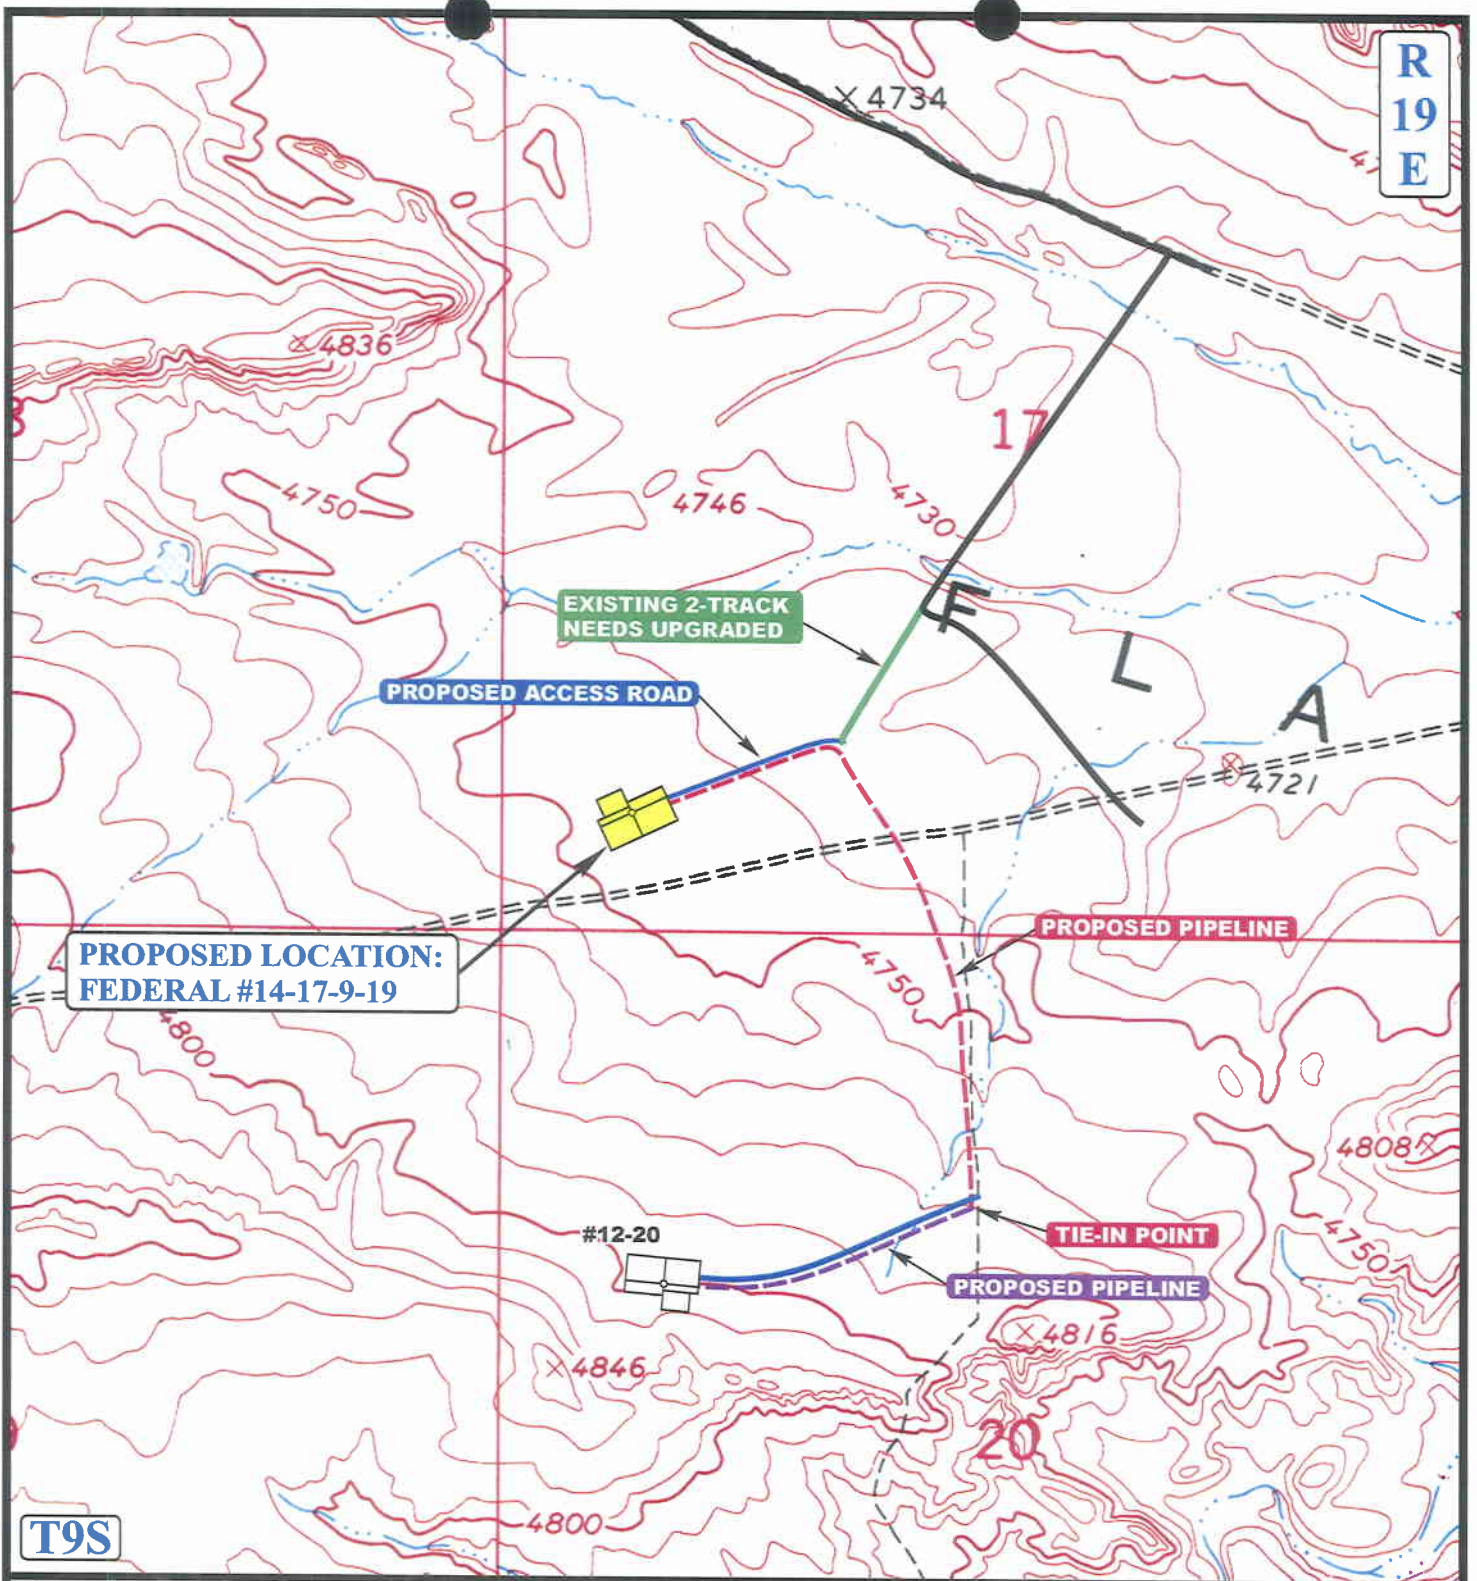 R
19
E
4734
47
4836
17
4750
4746
4730
EXISTING 2-TRACK
NEEDS UPGRADED
F
L
A
PROPOSED ACCESS ROAD
4721
PROPOSED PIPELINE
PROPOSED LOCATION:
FEDERAL #14-17-9-19
4750
4800
4808
4750
#12-20
TIE-IN POINT
PROPOSED PIPELINE
4816
4846
20
4800
T9S